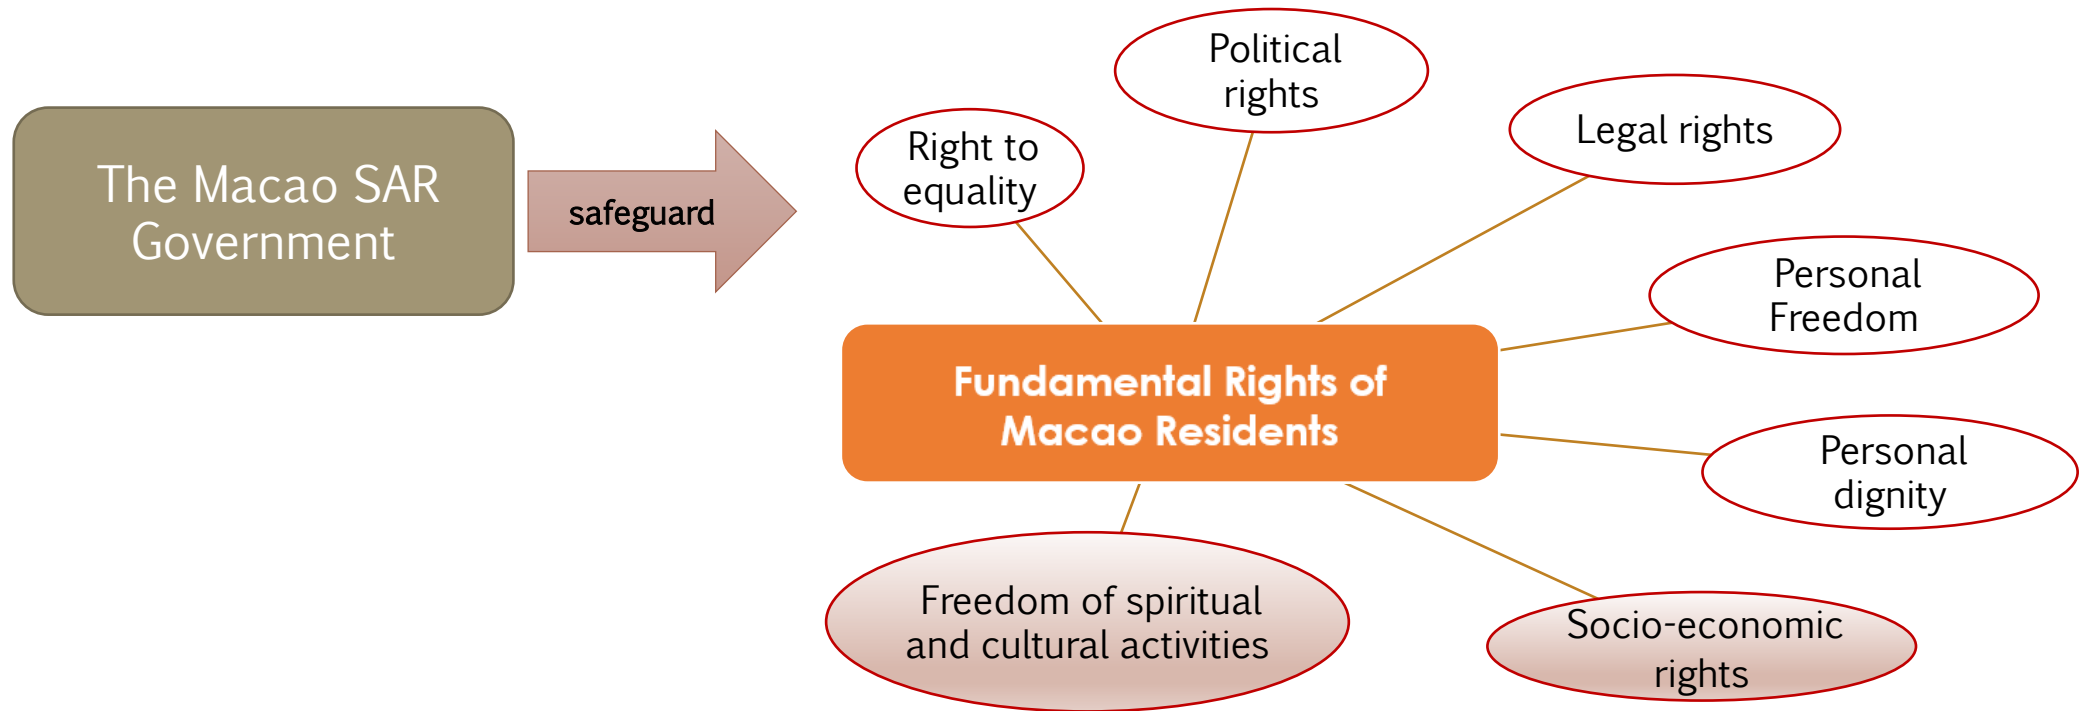 The Macao SAR
Government
safeguard
Right to
equality
Political
rights
Legal rights
Personal
Freedom
Personal
dignity
Socio-economic
rights
Freedom of spiritual
and cultural activities
Fundamental Rights of
Macao Residents